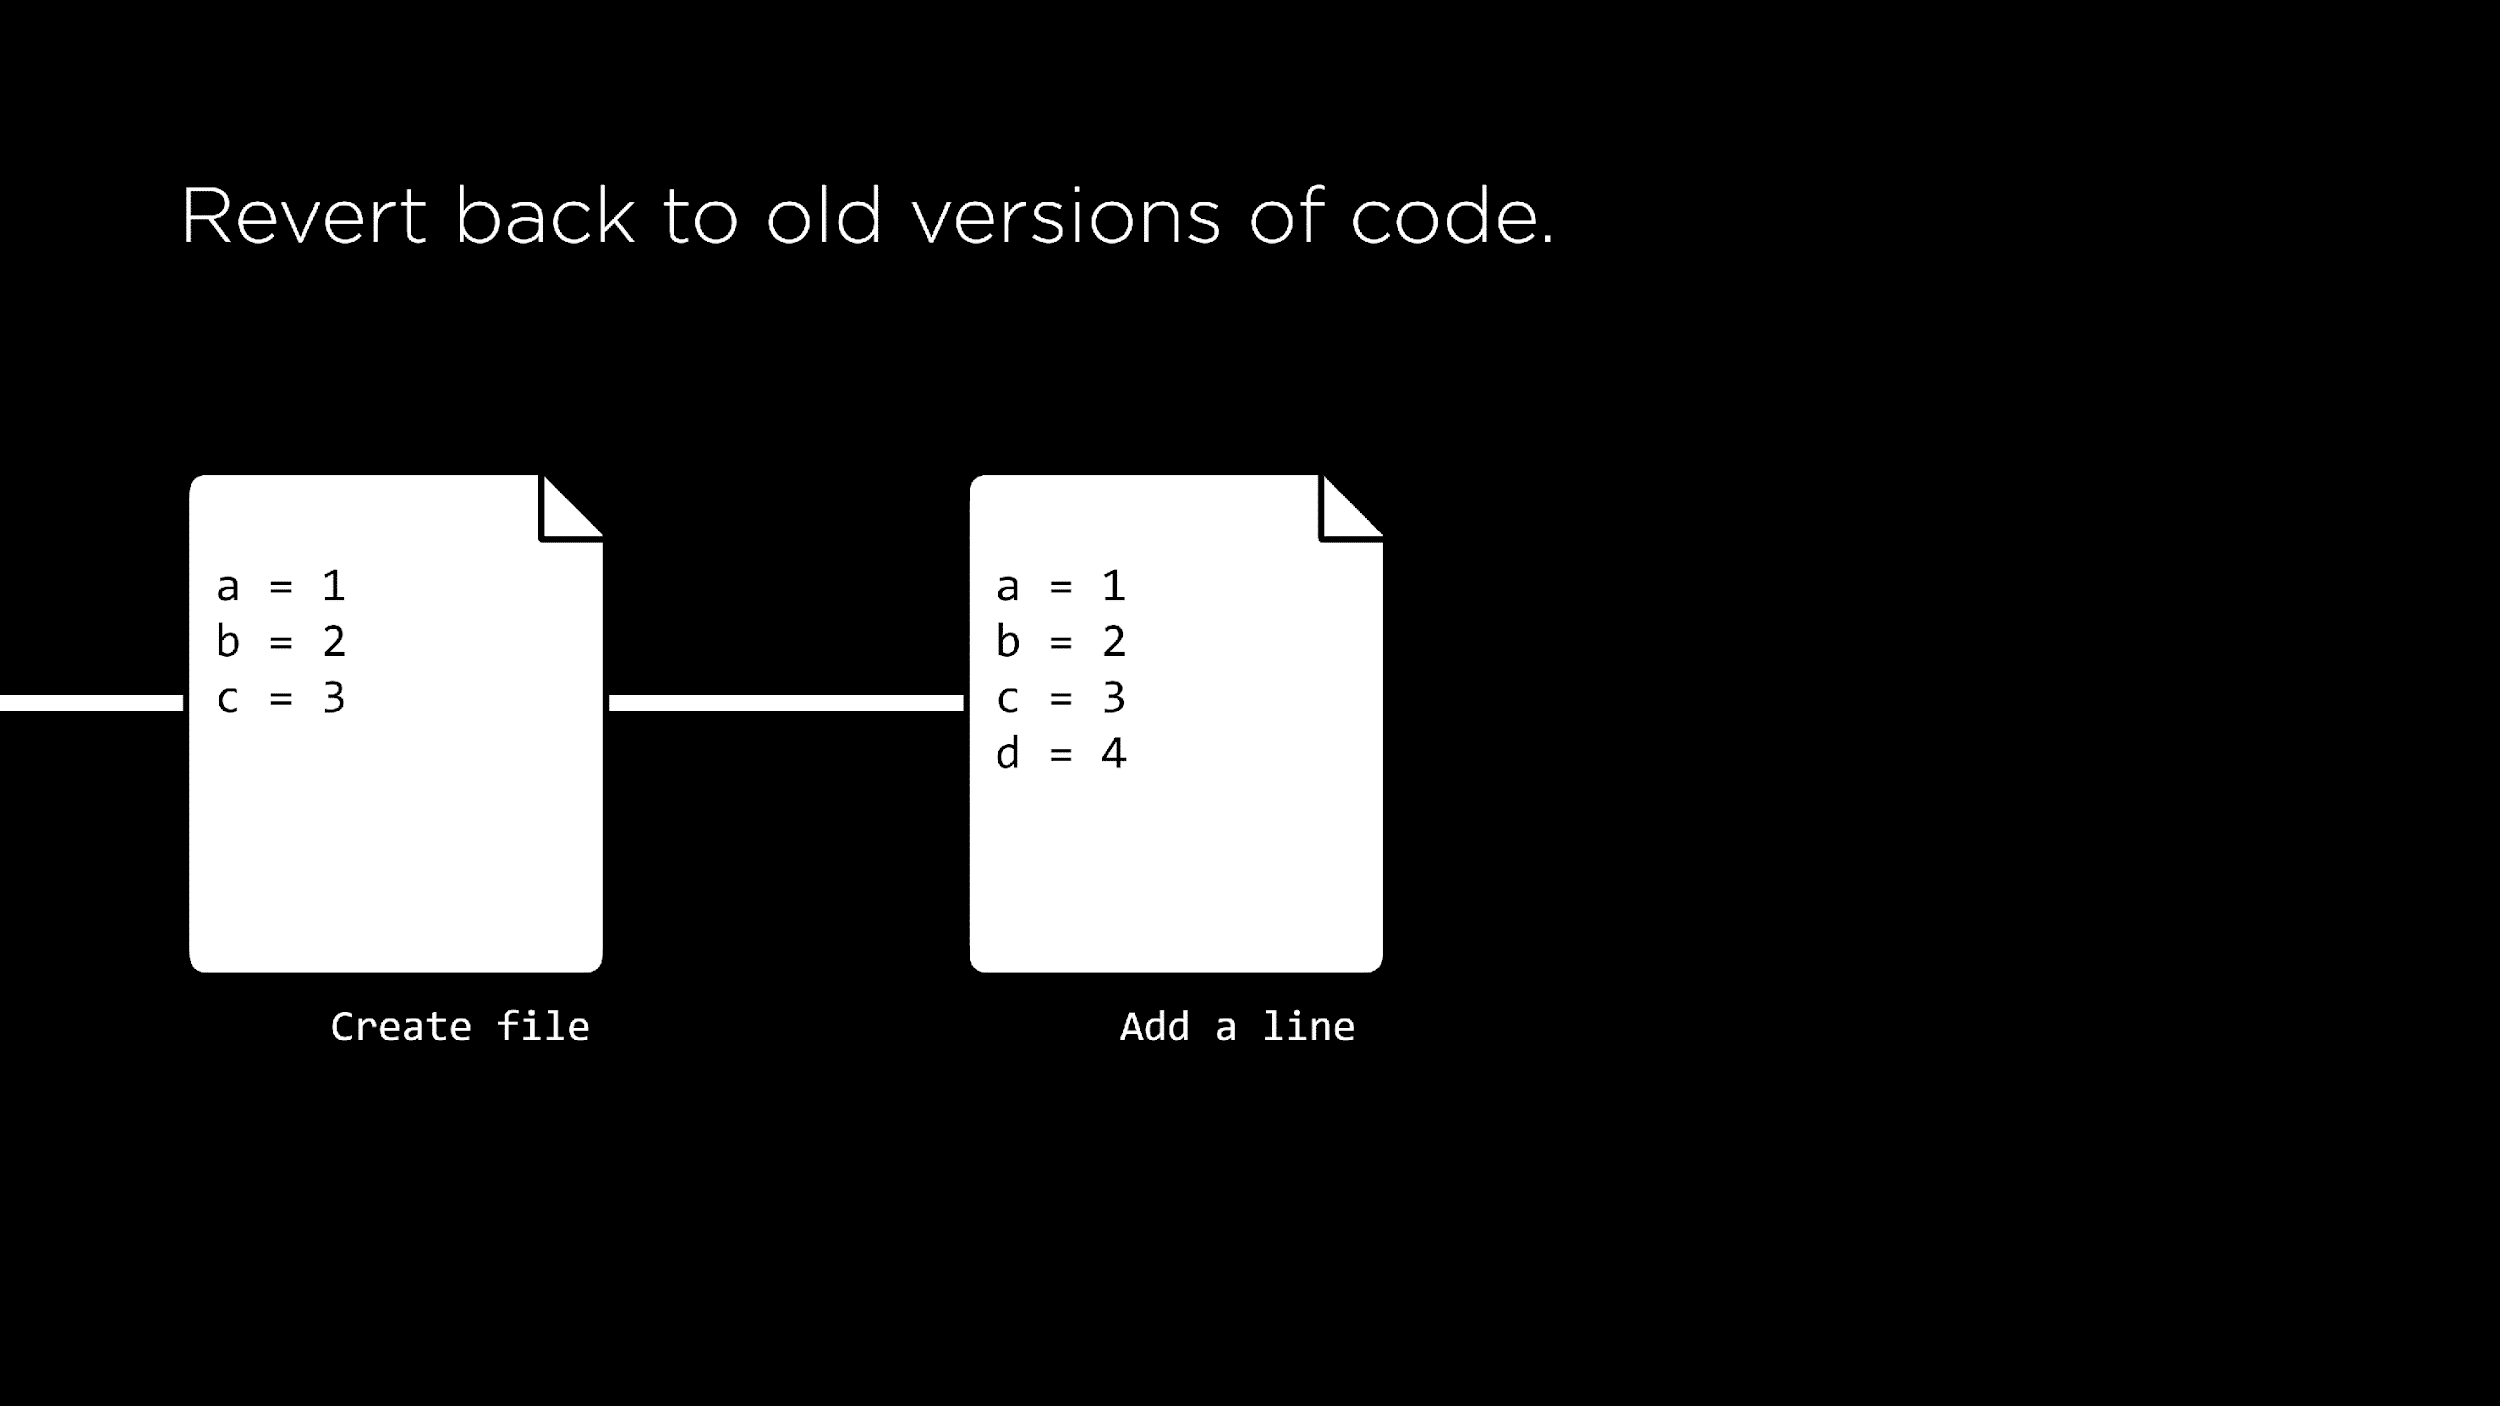 Revert back to old versions of code.
a = 1
b = 2
c = 3
Create file
a = 1
b = 2
c = 3
d = 4
Add a line